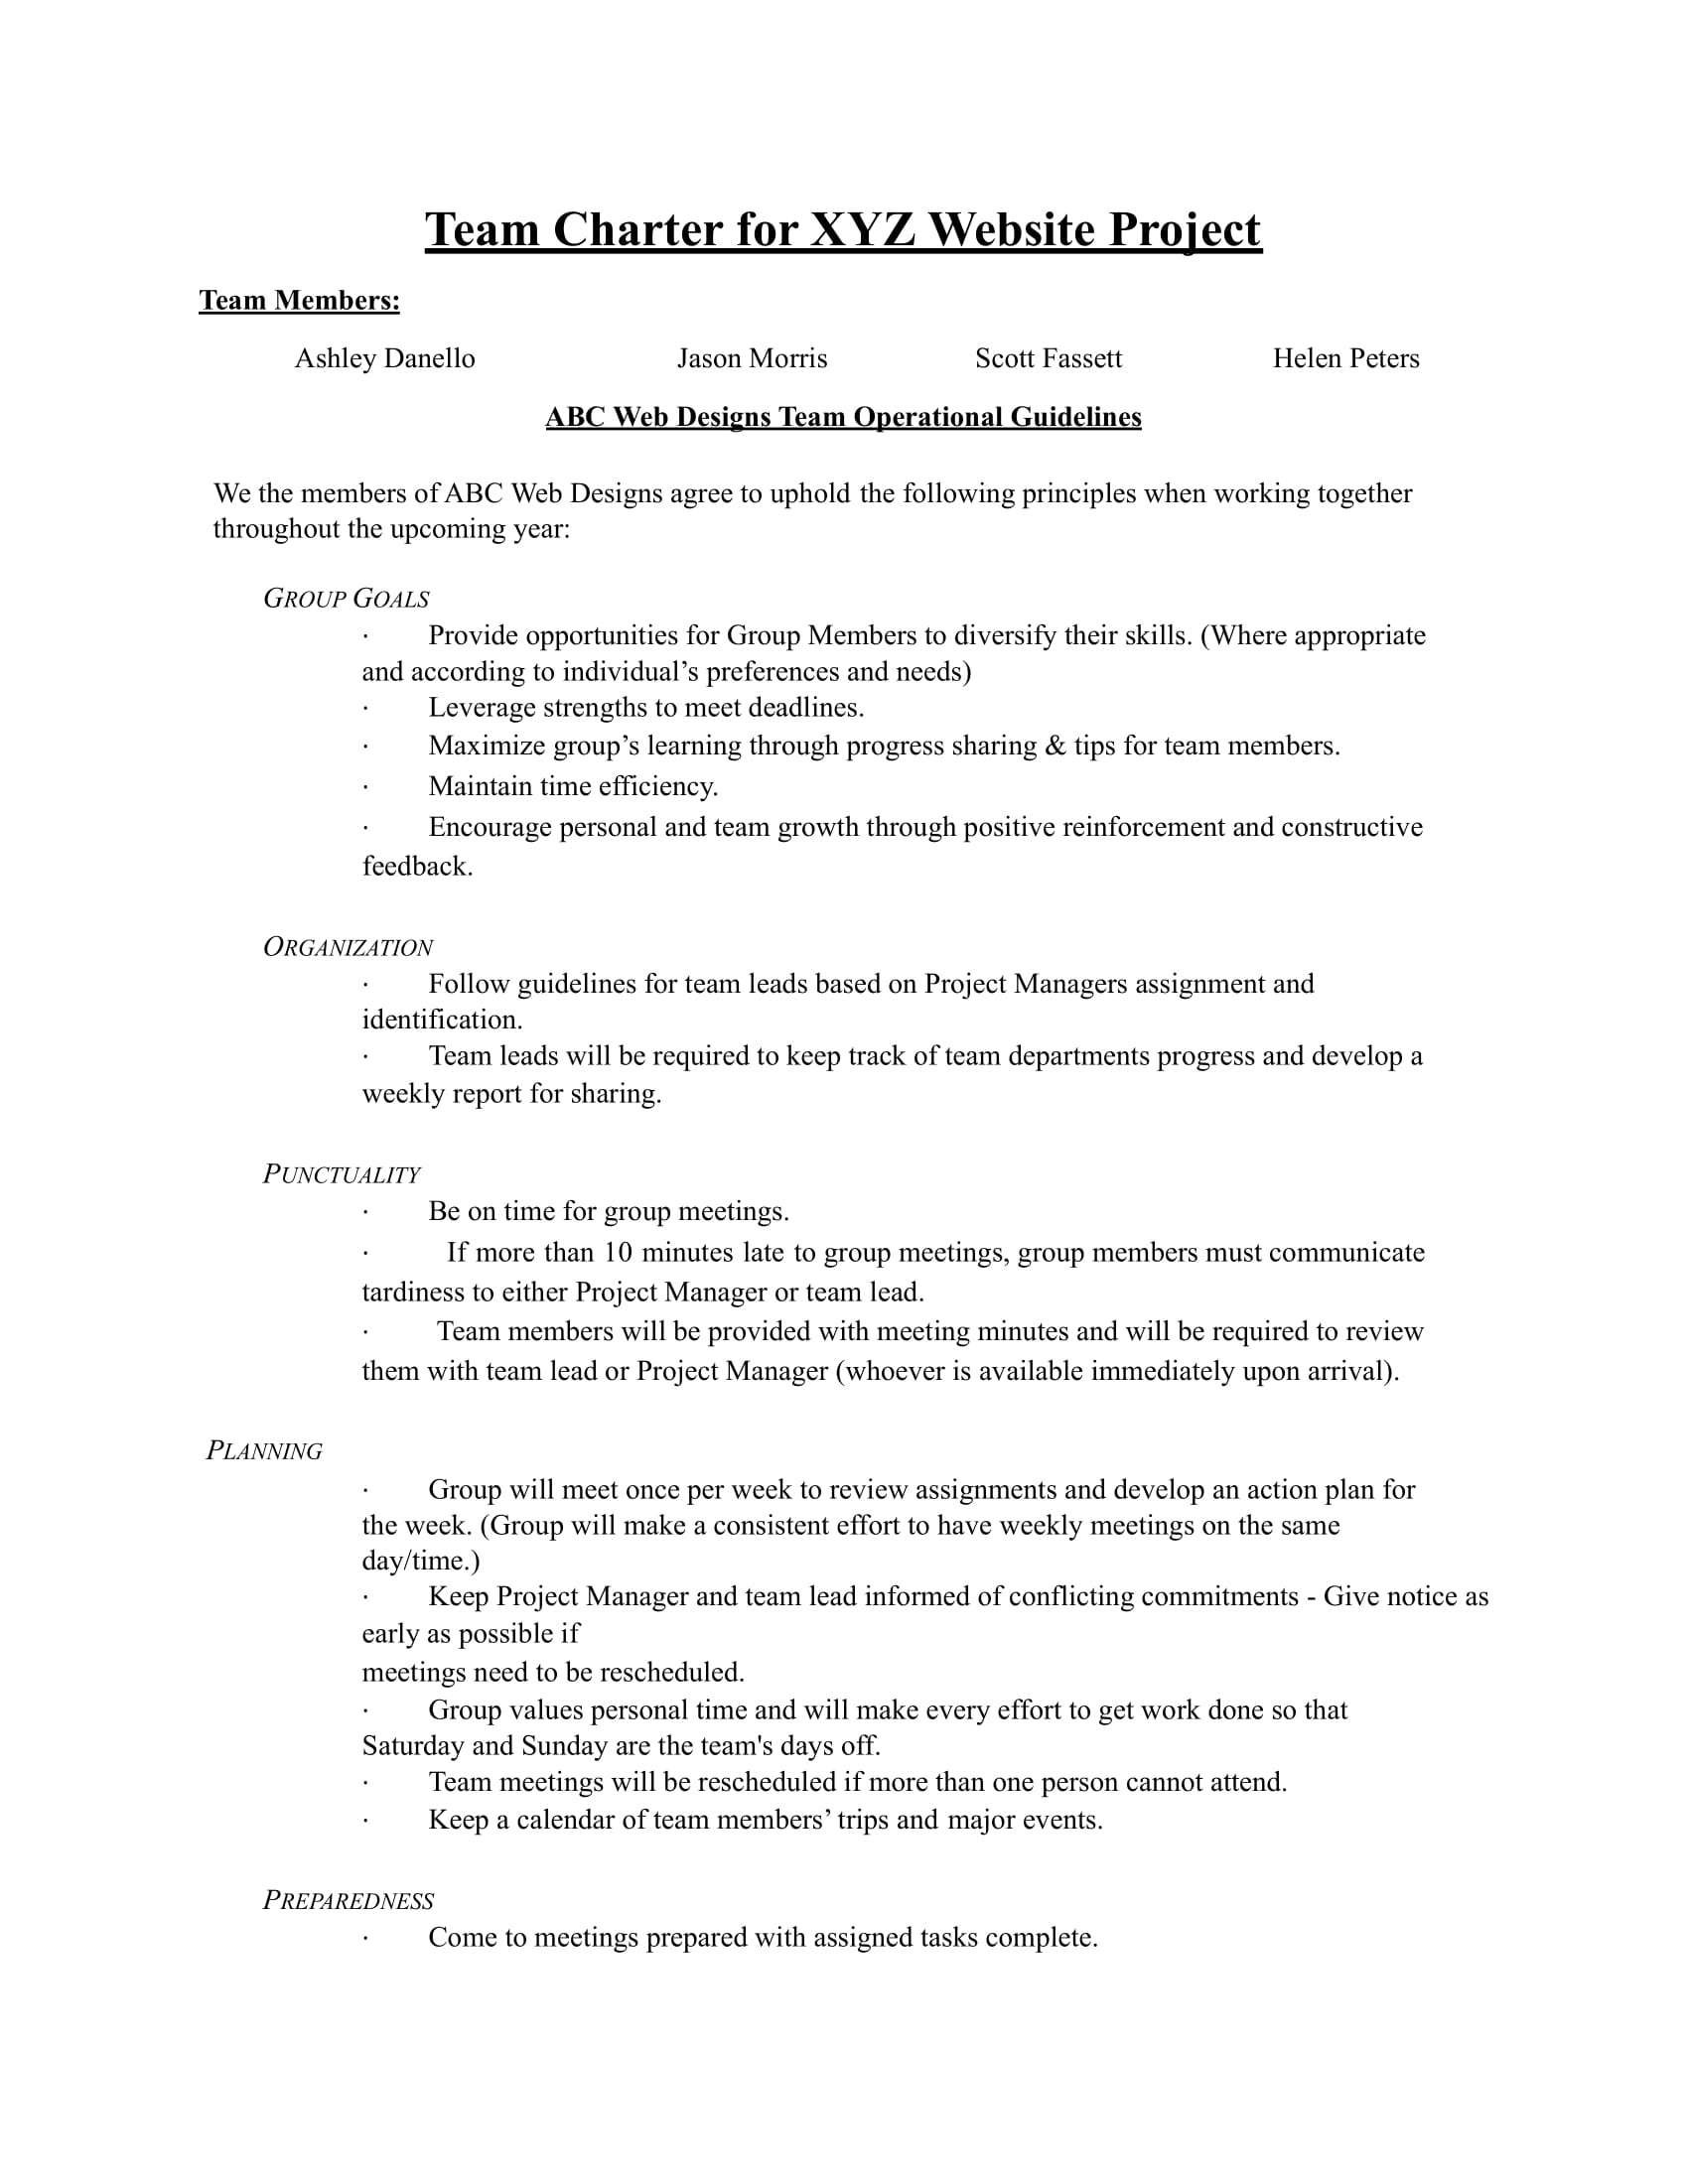 Team Charter for XYZ Website Project
Team Members:
Ashley Danello Jason Morris Scott Fassett Helen Peters
ABC Web Designs Team Operational Guidelines
We the members of ABC Web Designs agree to uphold the following principles when working together
throughout the upcoming year:
GROUP GOALS
· Provide opportunities for Group Members to diversify their skills. (Where appropriate
and according to individual’s preferences and needs)
· Leverage strengths to meet deadlines.
· Maximize group’s learning through progress sharing & tips for team members.
· Maintain time efficiency.
· Encourage personal and team growth through positive reinforcement and constructive
feedback.
ORGANIZATION
· Follow guidelines for team leads based on Project Managers assignment and
identification.
· Team leads will be required to keep track of team departments progress and develop a
weekly report for sharing.
PUNCTUALITY
· Be on time for group meetings.
· If more than 10 minutes late to group meetings, group members must communicate
tardiness to either Project Manager or team lead.
· Team members will be provided with meeting minutes and will be required to review
them with team lead or Project Manager (whoever is available immediately upon arrival).
PLANNING
· Group will meet once per week to review assignments and develop an action plan for
the week. (Group will make a consistent effort to have weekly meetings on the same
day/time.)
· Keep Project Manager and team lead informed of conflicting commitments - Give notice as
early as possible if
meetings need to be rescheduled.
· Group values personal time and will make every effort to get work done so that
Saturday and Sunday are the team's days off.
· Team meetings will be rescheduled if more than one person cannot attend.
· Keep a calendar of team members’ trips and major events.
PREPAREDNESS
· Come to meetings prepared with assigned tasks complete.